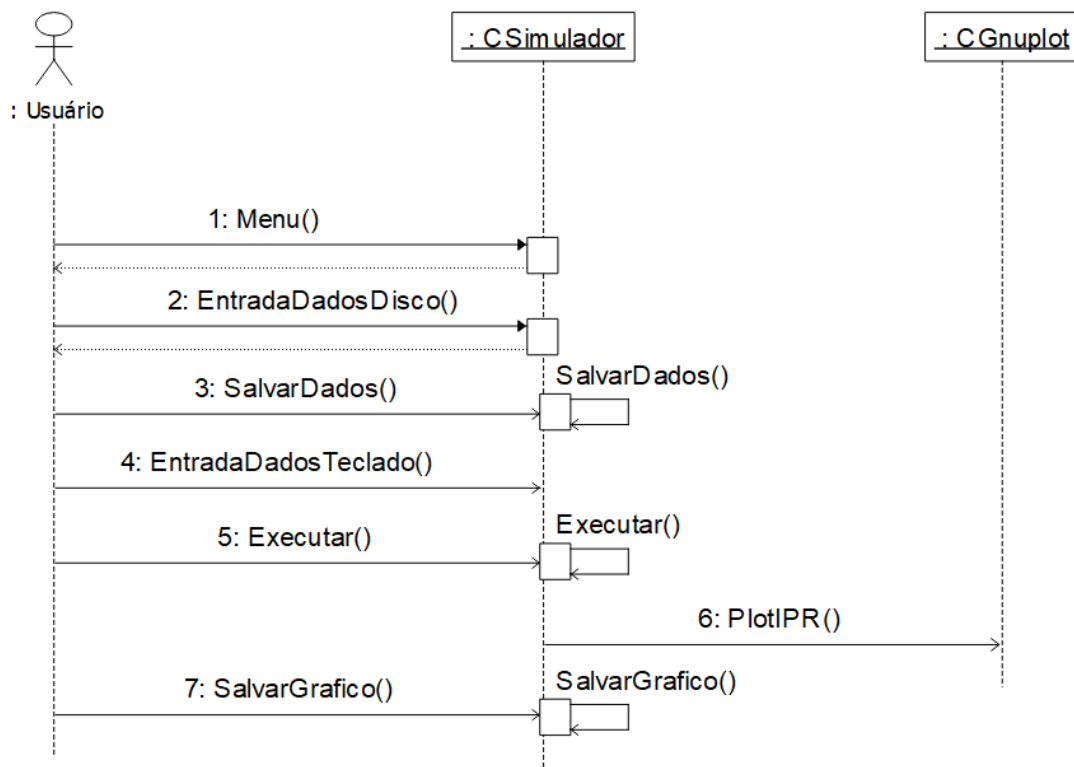 : CSimulador
: CGnuplot
: Usuário
1: Menu()
2: EntradaDadosDisco()
SalvarDados()
3: SalvarDados()
4: EntradaDadosTeclado()
Executar()
5: Executar()
6: PlotIPR()
SalvarGrafico()
7: SalvarGrafico()